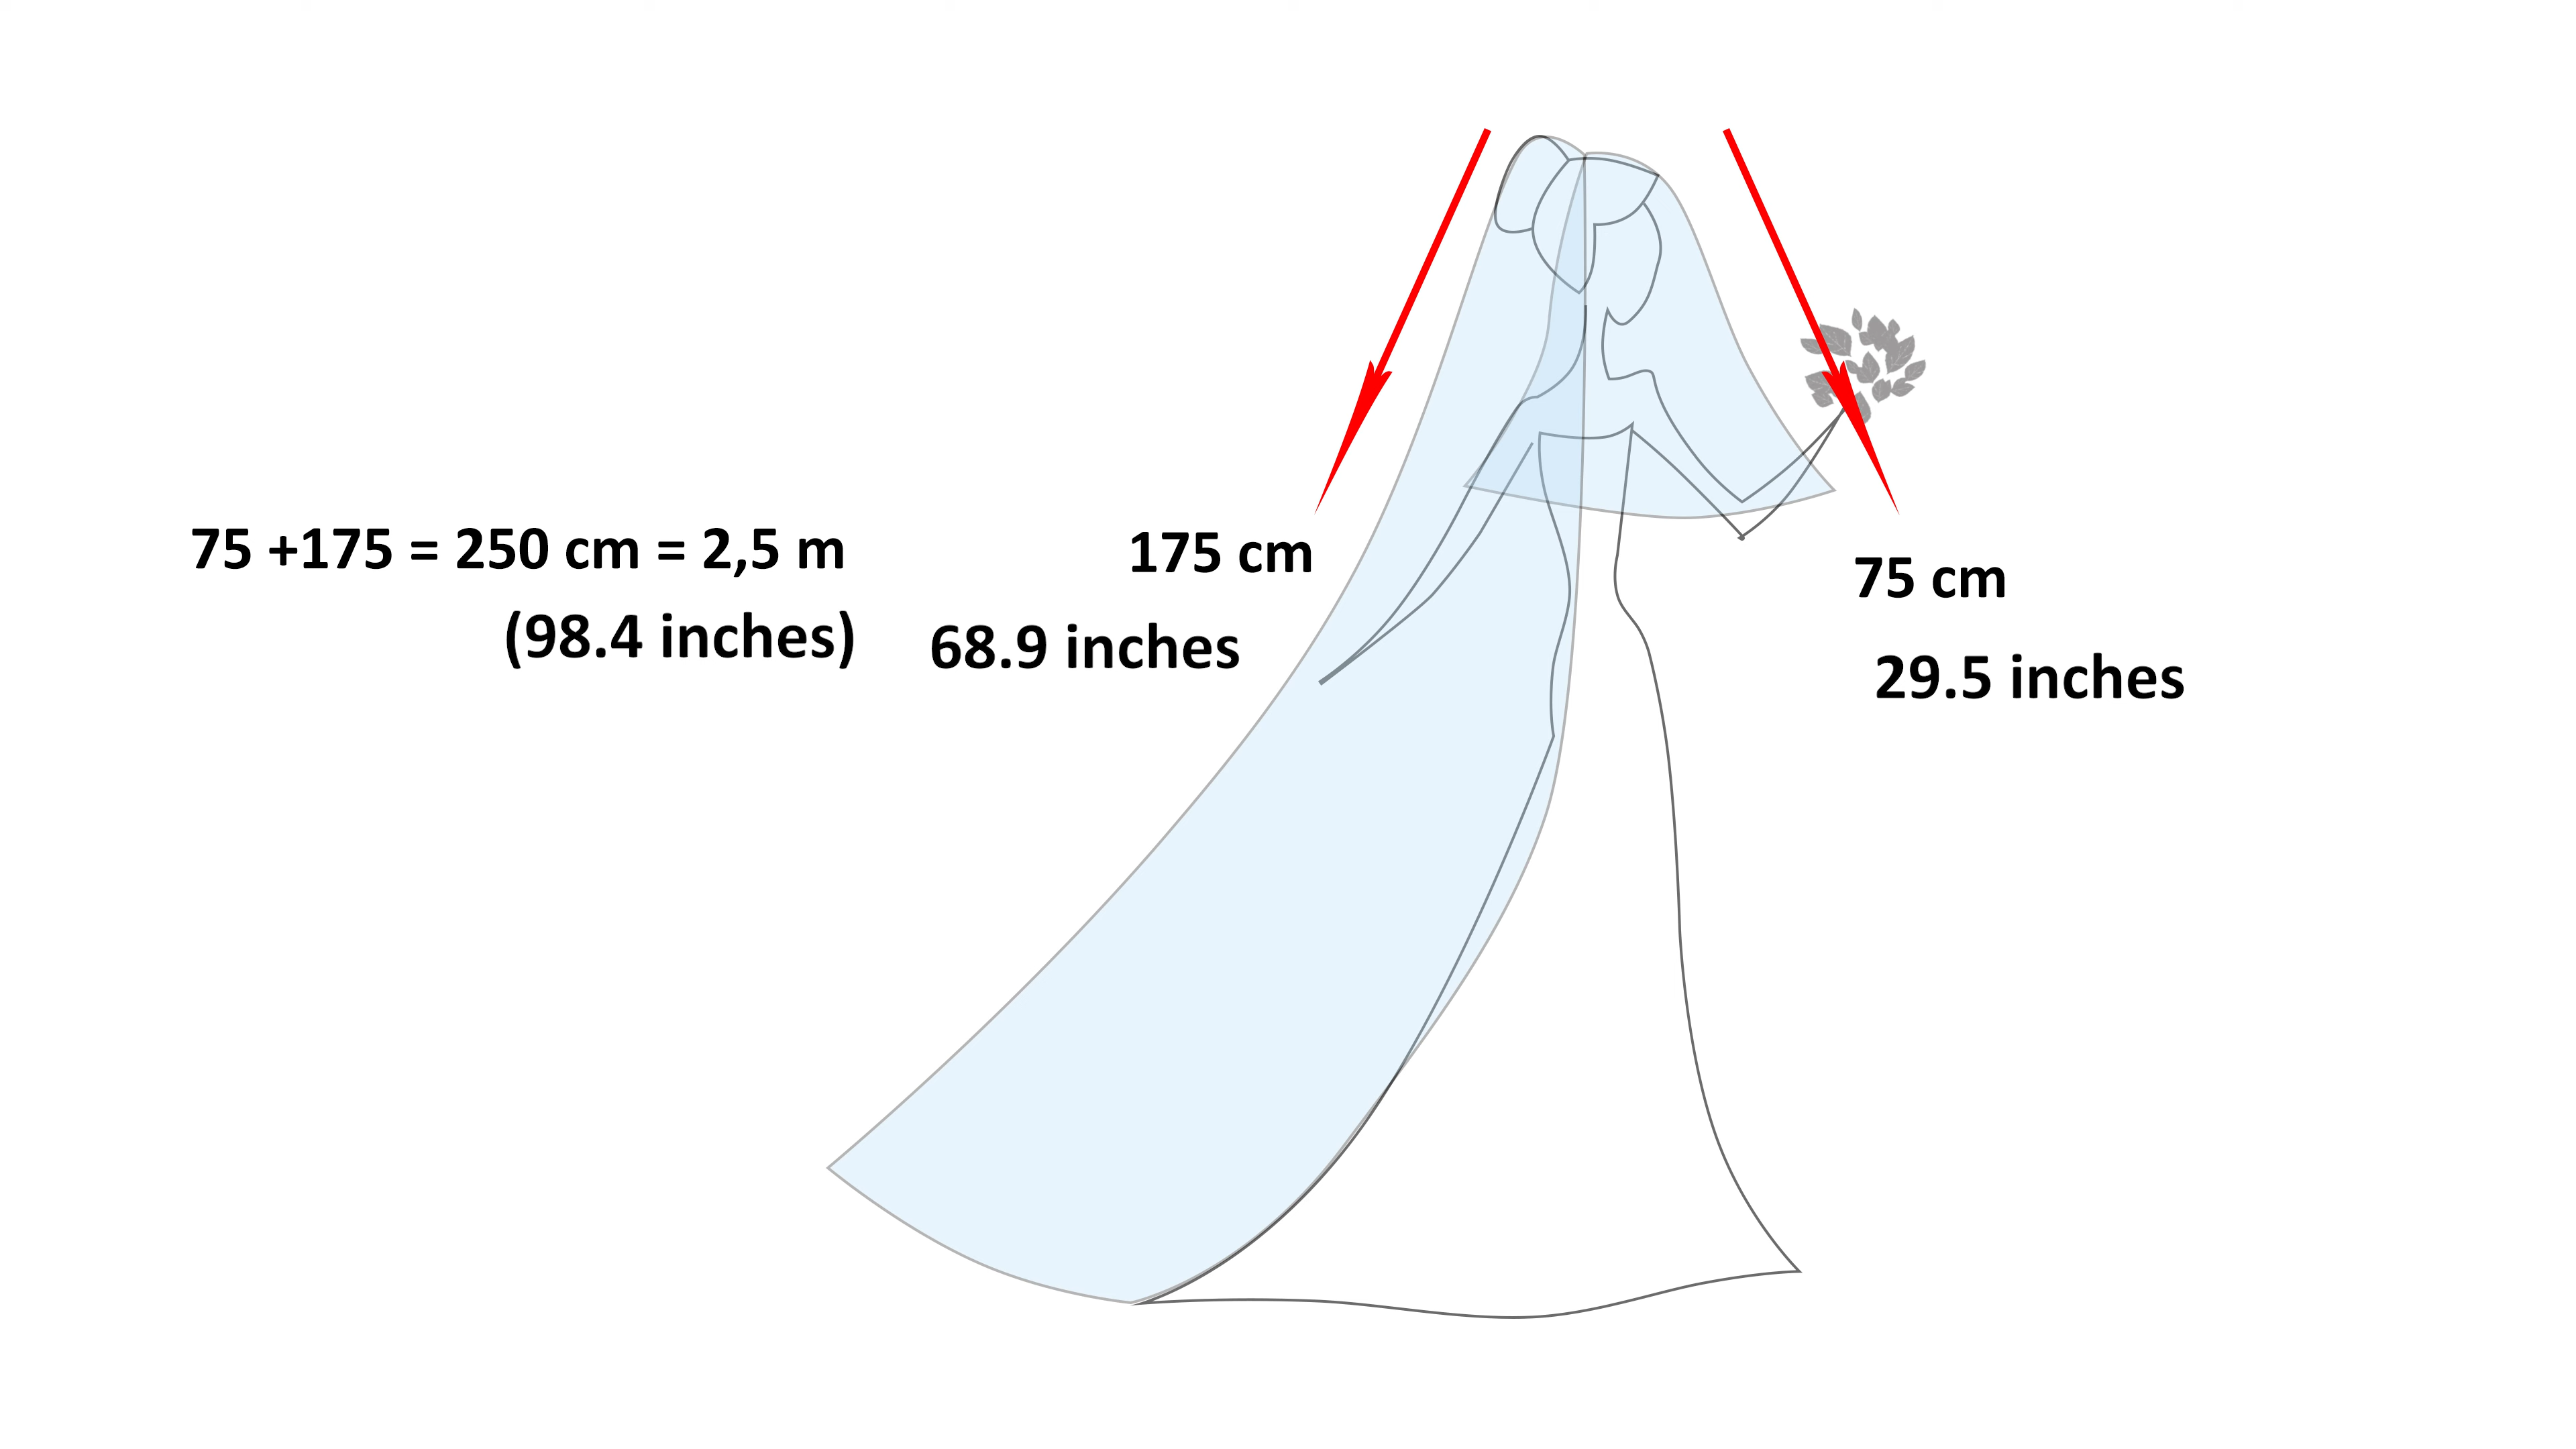 75 +175 = 250 cm = 2,5 m
(98.4 inches)
175 cm
68.9 inches
75 cm
29.5 inches